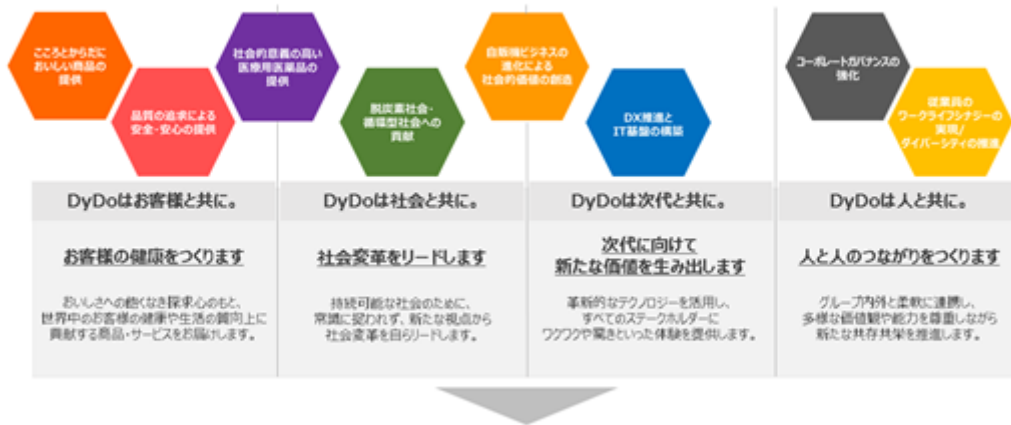 こころとからだに
おいしい商品の
提供
品質の追求による
安全・安心の提供
社会的意義の高い
医療用医薬品の
提供
脱炭素社会・
循環型社会への
貢献
自販機ビジネスの
進化による
社会的価値の創造
DX推進と
IT基盤の構築
コーポレートガバナンスの
強化
従業員の
ワークライフシナジーの
実現/
ダイバーシティの推進
DyDoはお客様と共に。
お客様の健康をつくります
おいしさへの飽くなき探求心のもと、
世界中のお客様の健康や生活の質向上に
貢献する商品・サービスをお届けします。
DyDoは社会と共に。
社会変革をリードします
持続可能な社会のために、
常識に捉われず、新たな視点から
社会変革を自らリードします。
DyDoは次代と共に。
次代に向けて
新たな価値を生み出します
革新的なテクノロジーを活用し、
すべてのステークホルダーに
ワクワクや驚きといった体験を提供します。
DyDoは人と共に。
人と人のつながりをつくります
グループ内外と柔軟に連携し、
多様な価値観や能力を尊重しながら
新たな共存共栄を推進します。